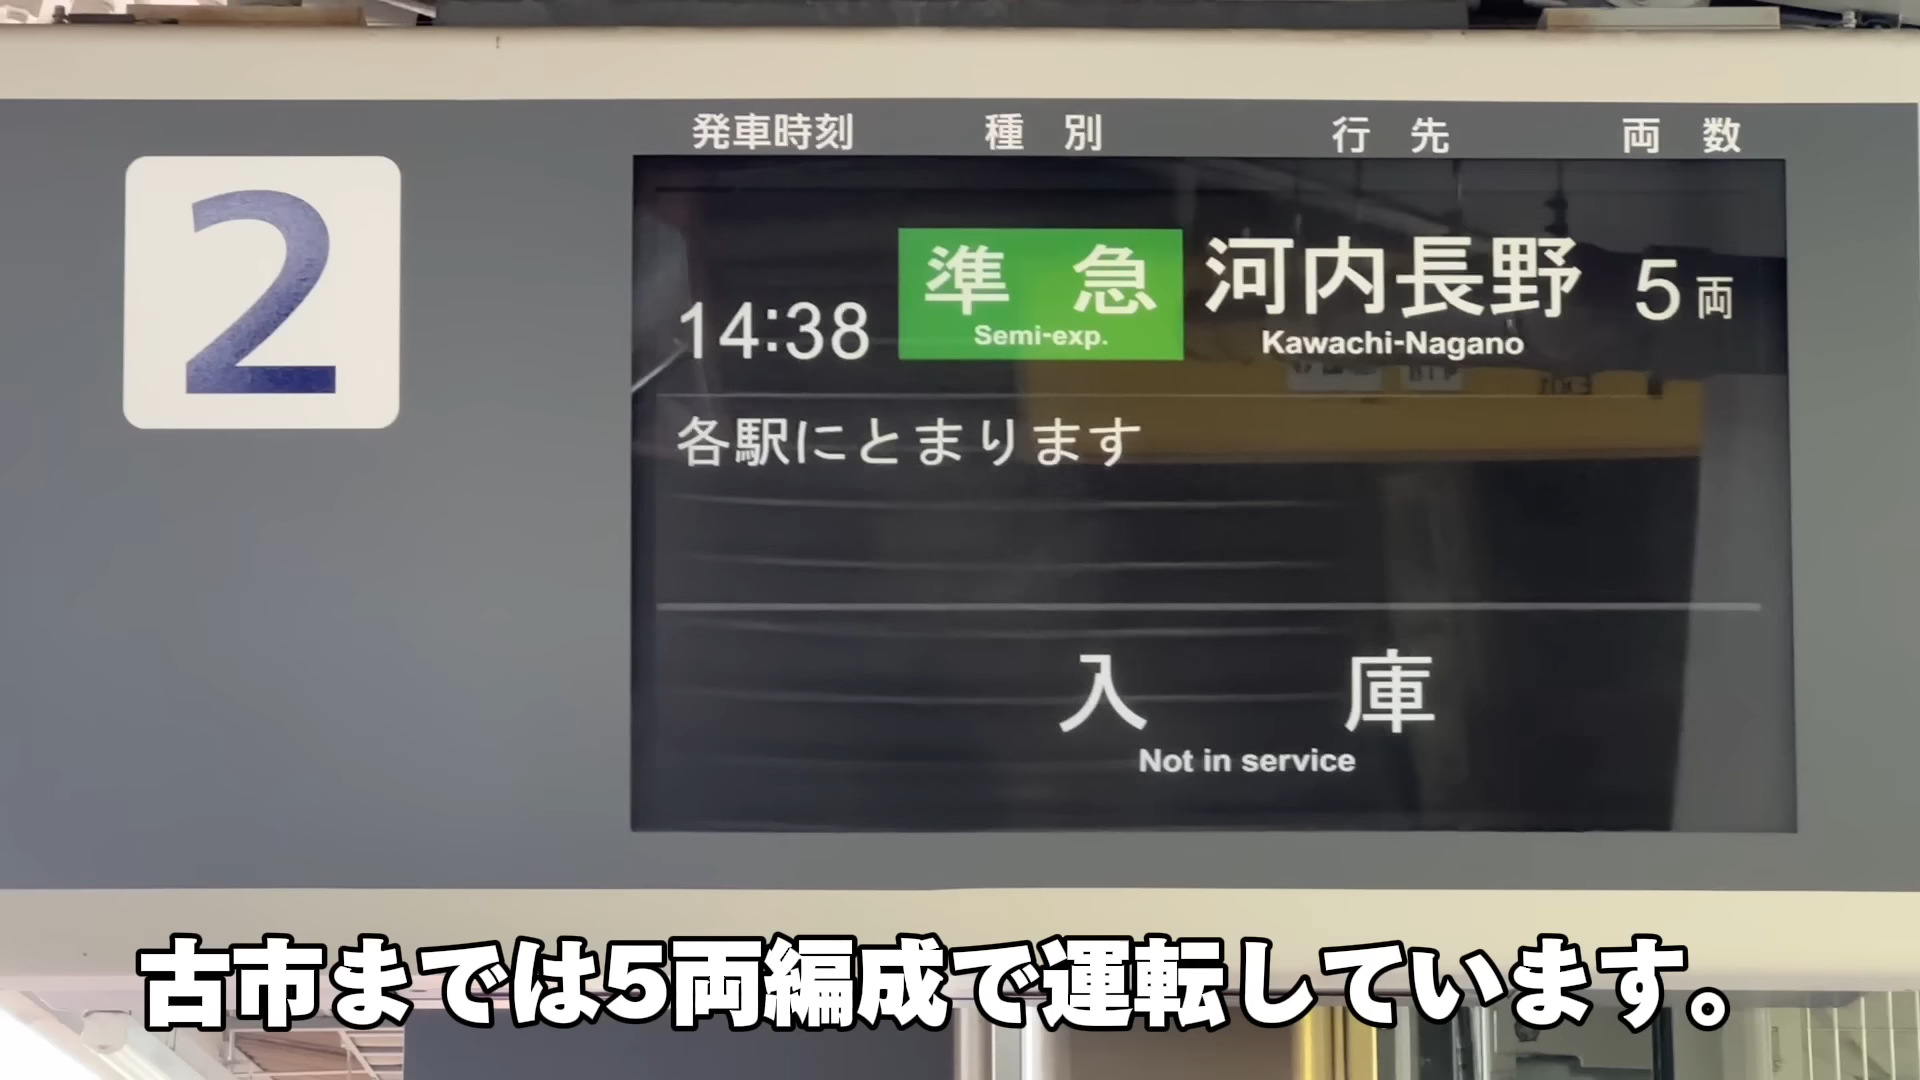 2
発車時刻 種別 行先 両数
14:38 準急 河内長野 5両
Semi-exp. Kawachi-Nagano
各駅にとまります
入庫
Not in service
古市までは5両編成で運転しています。